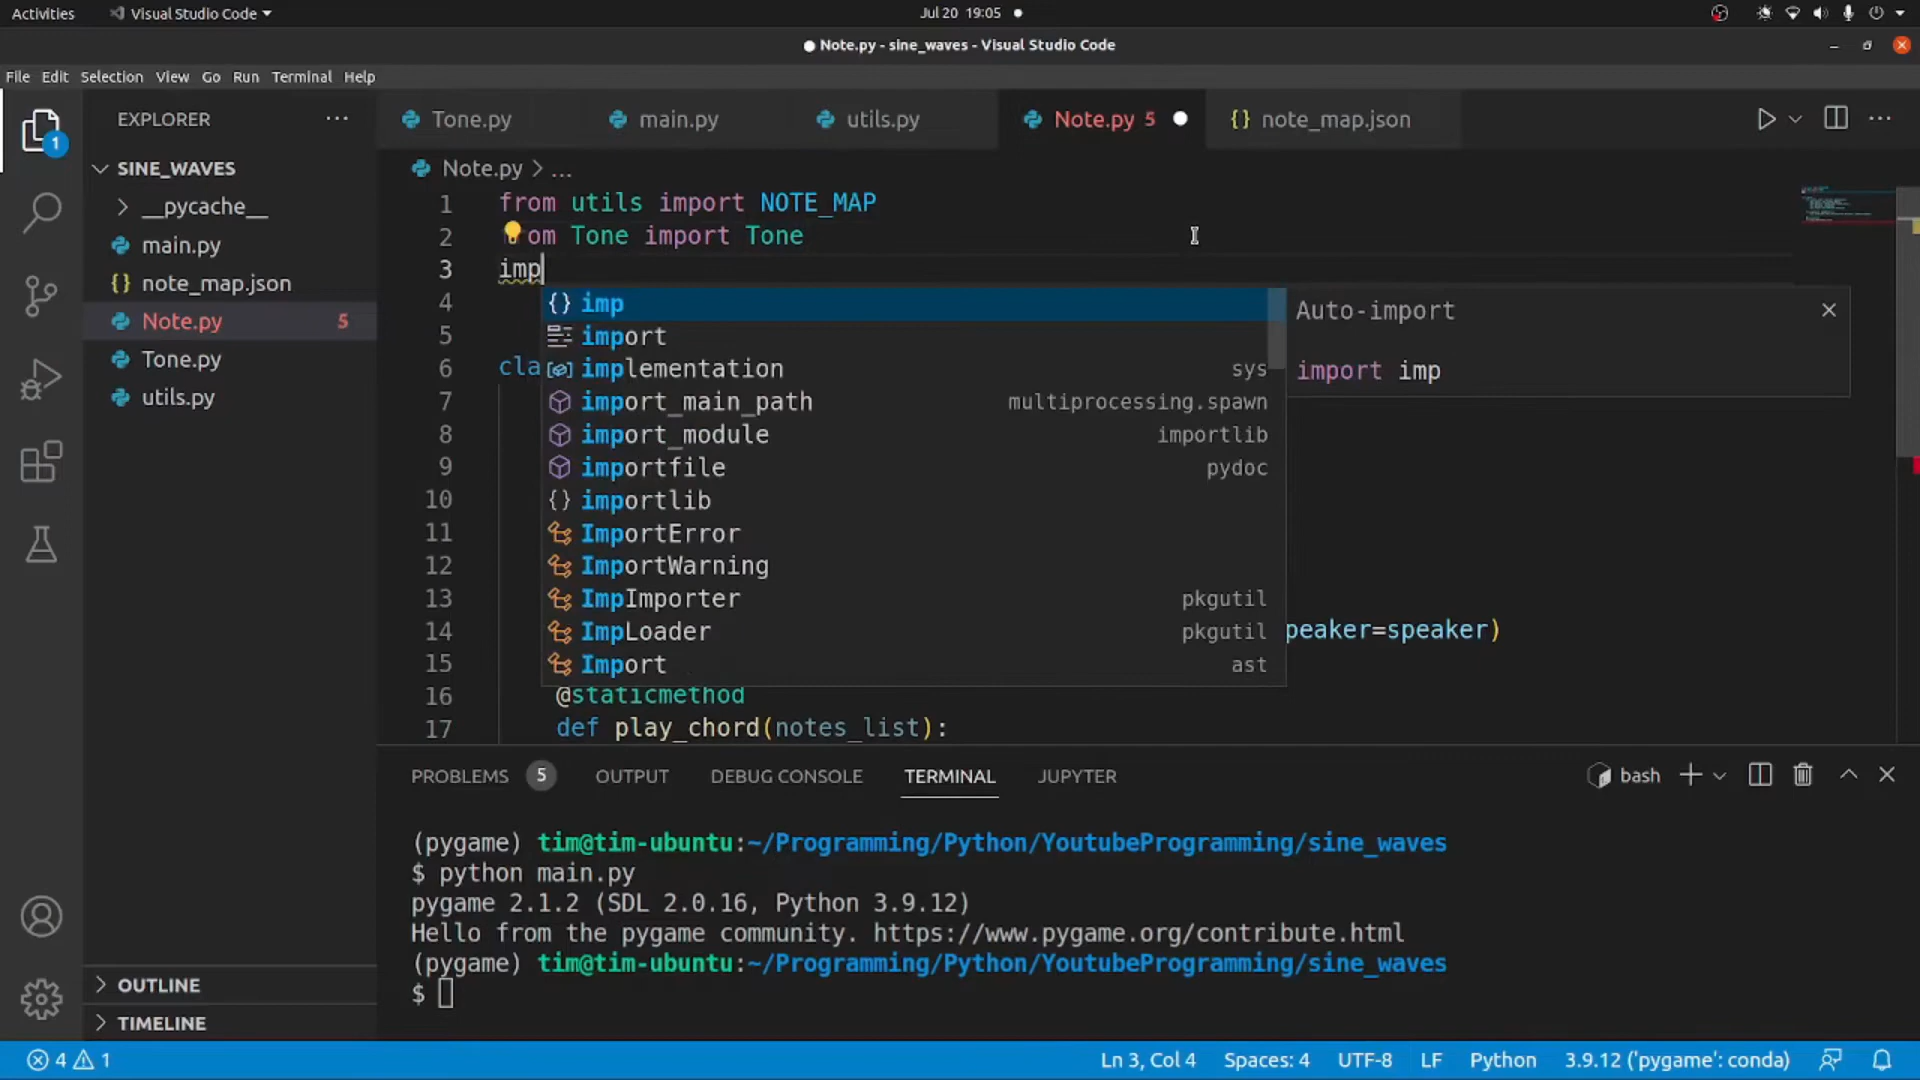 Activities Visual Studio Code Jul 20 19:05
Note.py - sine_waves - Visual Studio Code
File Edit Selection View Go Run Terminal Help
EXPLORER
SINE_WAVES
__pycache__
main.py
note_map.json
Note.py 5
Tone.py
utils.py
OUTLINE
TIMELINE
1
Tone.py main.py utils.py Note.py 5 {} note_map.json
Note.py > ...
1 from utils import NOTE_MAP
2 om Tone import Tone
3 imp
4
5
6 cla
7
8
9
10
11
12
13
14 peaker=speaker)
15
16 @staticmethod
17 def play_chord(notes_list):
{} imp
import
implementation sys
import_main_path multiprocessing.spawn
import_module importlib
importfile pydoc
{} importlib
ImportError
ImportWarning
ImpImporter pkgutil
ImpLoader pkgutil
Import ast
Auto-import
import imp
PROBLEMS 5 OUTPUT DEBUG CONSOLE TERMINAL JUPYTER bash
(pygame) tim@tim-ubuntu:~/Programming/Python/YoutubeProgramming/sine_waves
$ python main.py
pygame 2.1.2 (SDL 2.0.16, Python 3.9.12)
Hello from the pygame community. https://www.pygame.org/contribute.html
(pygame) tim@tim-ubuntu:~/Programming/Python/YoutubeProgramming/sine_waves
$
4 1 Ln 3, Col 4 Spaces: 4 UTF-8 LF Python 3.9.12 ('pygame': conda)